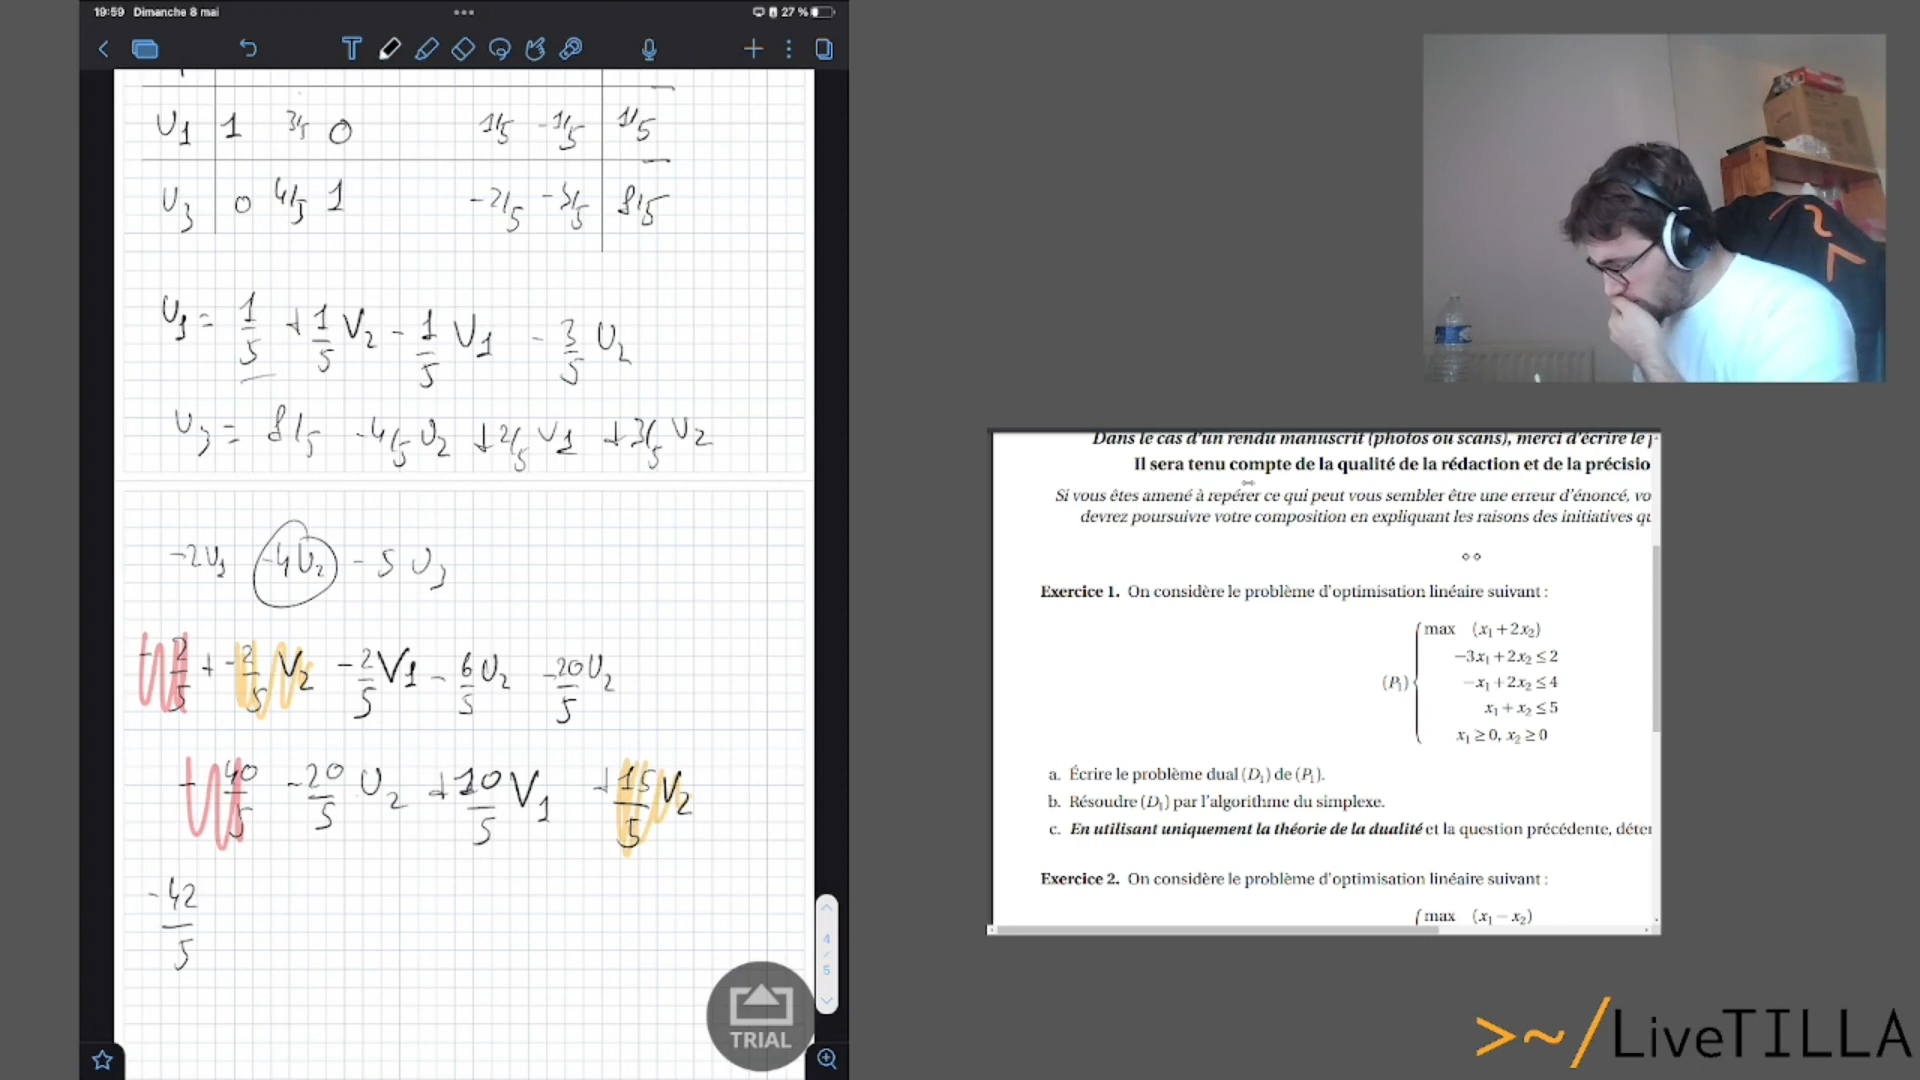 19:59 Dimanche 8 mai
27 %
T
U1 1 3/5 0 1/5 -1/5 1/5
U3 0 4/5 1 -2/5 -3/5 8/5
U1 = 1/5 + 1/5 V2 - 1/5 V1 - 3/5 U2
U3 = 8/5 - 4/5 U2 + 2/5 V1 + 3/5 V2
-2U1 -4U2 - 5 U3
- 2/5 + -2/5 V2 - 2/5 V1 - 6/5 U2 - 20/5 U2
- 40/5 - 20/5 U2 + 10/5 V1 + 15/5 V2
- 42/5
4
/
5
TRIAL
Dans le cas d'un rendu manuscrit (photos ou scans), merci d'écrire le
Il sera tenu compte de la qualité de la rédaction et de la précisio
Si vous êtes amené à repérer ce qui peut vous sembler être une erreur d'énoncé, vo
devrez poursuivre votre composition en expliquant les raisons des initiatives qu
Exercice 1. On considère le problème d'optimisation linéaire suivant :
max (x1 + 2x2)
-3x1 + 2x2 ≤ 2
(P1) -x1 + 2x2 ≤ 4
x1 + x2 ≤ 5
x1 ≥ 0, x2 ≥ 0
a. Écrire le problème dual (D1) de (P1).
b. Résoudre (D1) par l'algorithme du simplexe.
c. En utilisant uniquement la théorie de la dualité et la question précédente, déter
Exercice 2. On considère le problème d'optimisation linéaire suivant :
max (x1 − x2)
>~/LiveTILLA